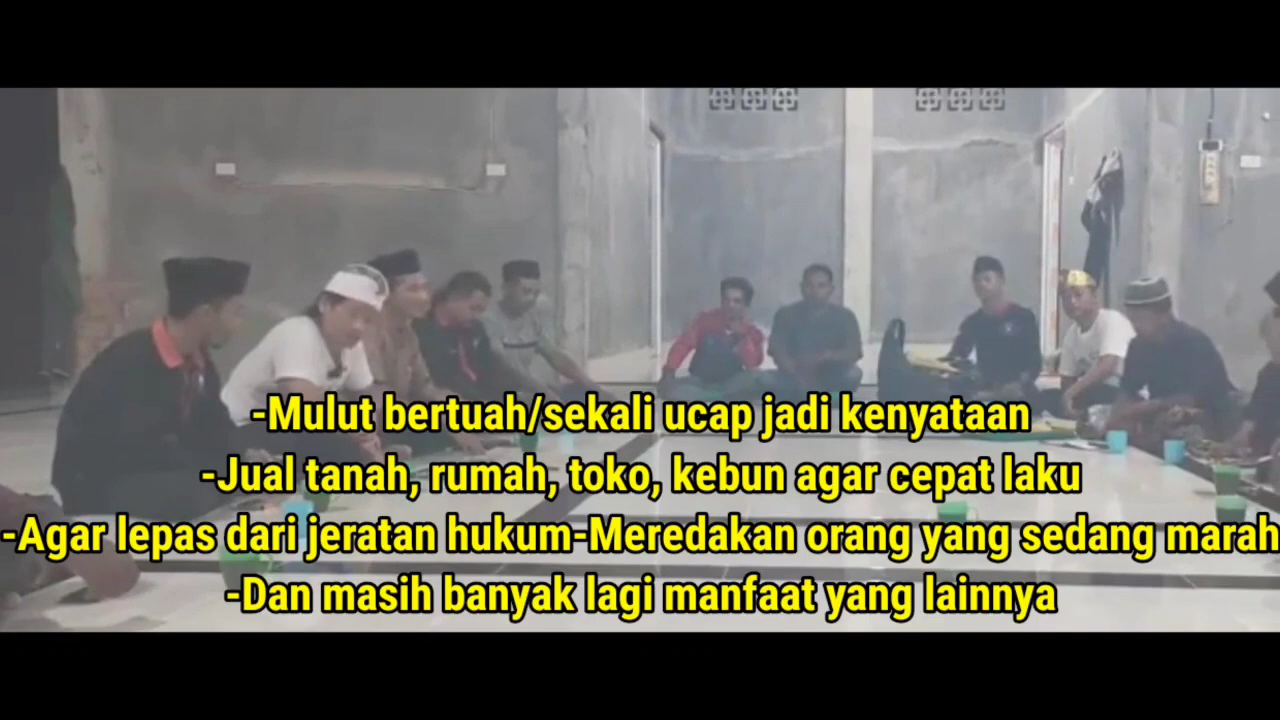 -Mulut bertuah/sekali ucap jadi kenyataan
-Jual tanah, rumah, toko, kebun agar cepat laku
-Agar lepas dari jeratan hukum-Meredakan orang yang sedang marah
-Dan masih banyak lagi manfaat yang lainnya